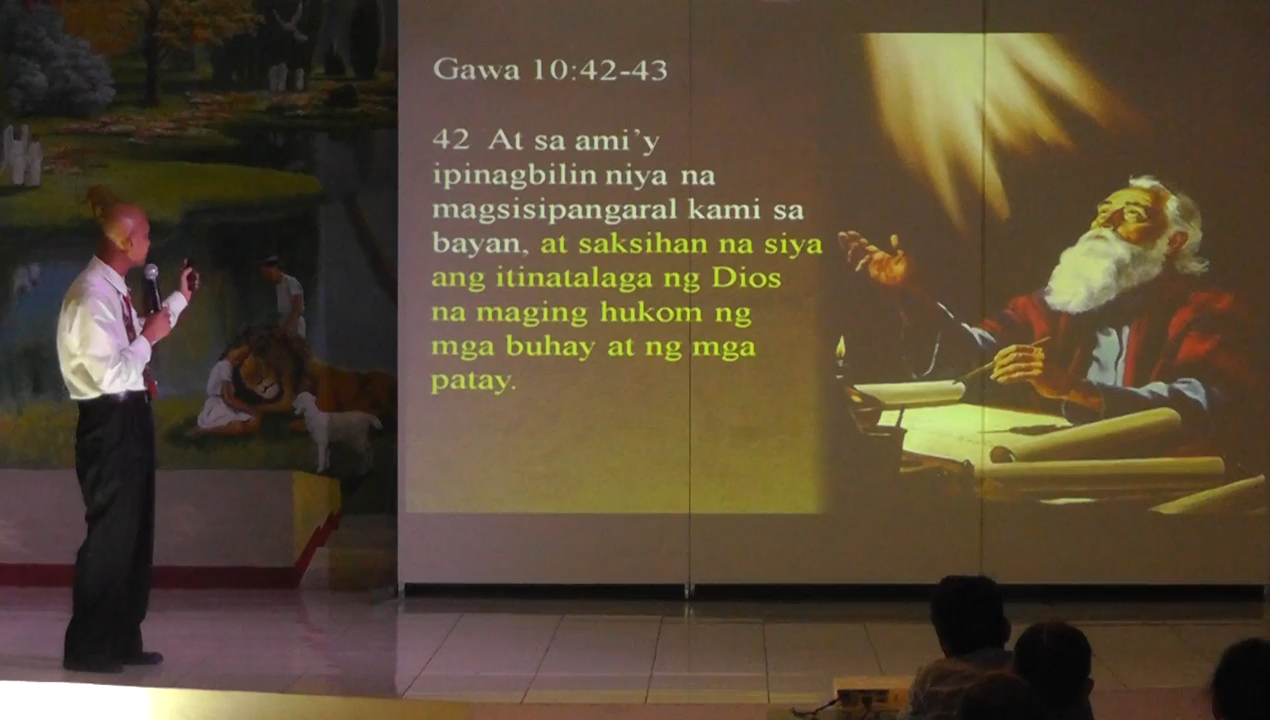 Gawa 10:42-43
42 At sa ami'y
ipinagbilin niya na
magsisipangaral kami sa
bayan, at saksihan na siya
ang itinatalaga ng Dios
na maging hukom ng
mga buhay at ng mga
patay.